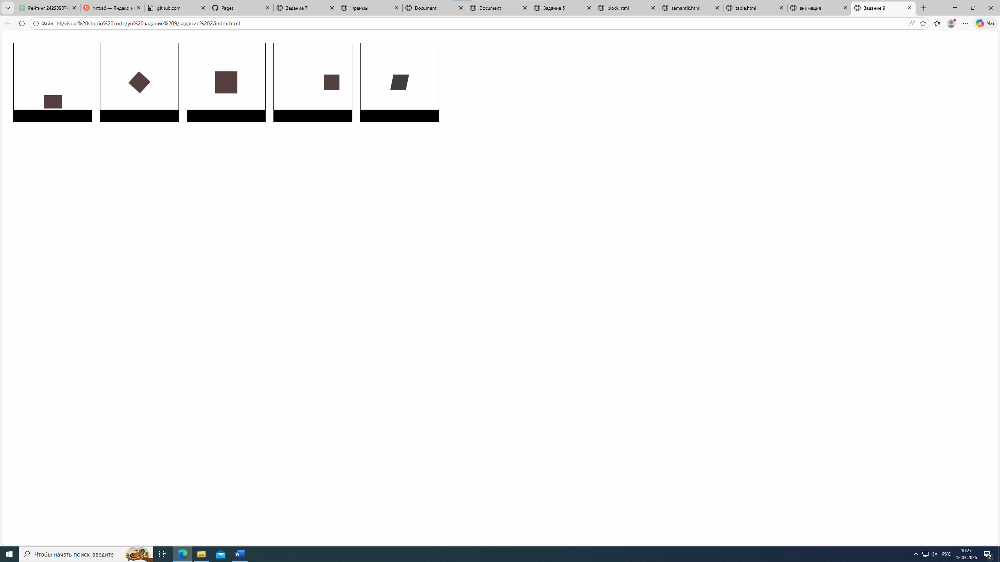 Рейтинг 24290907/3
гитхаб — Яндекс: на
github.com
Pages
Задание 7
Фреймы
Document
Document
Задание 5
block.html
semantik.html
table.html
анимация
Задание 9
Файл H:/visual%20studio%20code/уп%20задание%209/задание%202/index.html
Чат
Чтобы начать поиск, введите
РУС
10:27
12.03.2026
2